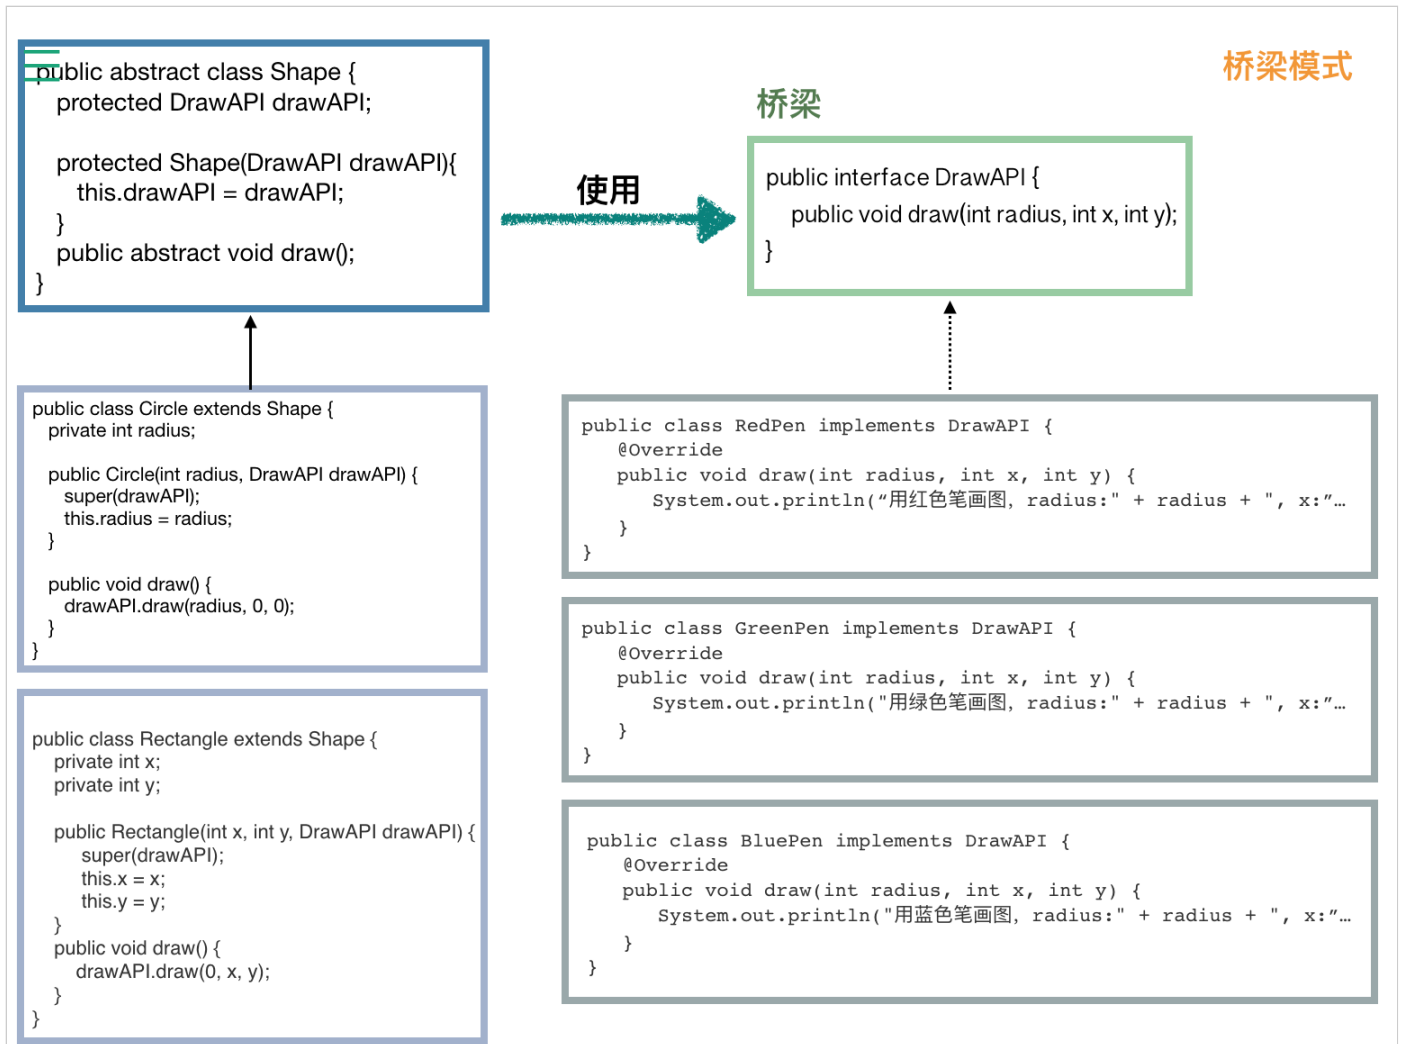 桥梁模式
public abstract class Shape {
protected DrawAPI drawAPI;
protected Shape(DrawAPI drawAPI){
this.drawAPI = drawAPI;
}
public abstract void draw();
}
使用
桥梁
public interface DrawAPI {
public void draw(int radius, int x, int y);
}
public class Circle extends Shape {
private int radius;
public Circle(int radius, DrawAPI drawAPI) {
super(drawAPI);
this.radius = radius;
}
public void draw() {
drawAPI.draw(radius, 0, 0);
}
}
public class Rectangle extends Shape {
private int x;
private int y;
public Rectangle(int x, int y, DrawAPI drawAPI) {
super(drawAPI);
this.x = x;
this.y = y;
}
public void draw() {
drawAPI.draw(0, x, y);
}
}
public class RedPen implements DrawAPI {
@Override
public void draw(int radius, int x, int y) {
System.out.println(“用红色笔画图，radius:" + radius + ", x:”…
}
}
public class GreenPen implements DrawAPI {
@Override
public void draw(int radius, int x, int y) {
System.out.println("用绿色笔画图，radius:" + radius + ", x:”…
}
}
public class BluePen implements DrawAPI {
@Override
public void draw(int radius, int x, int y) {
System.out.println("用蓝色笔画图，radius:" + radius + ", x:”…
}
}